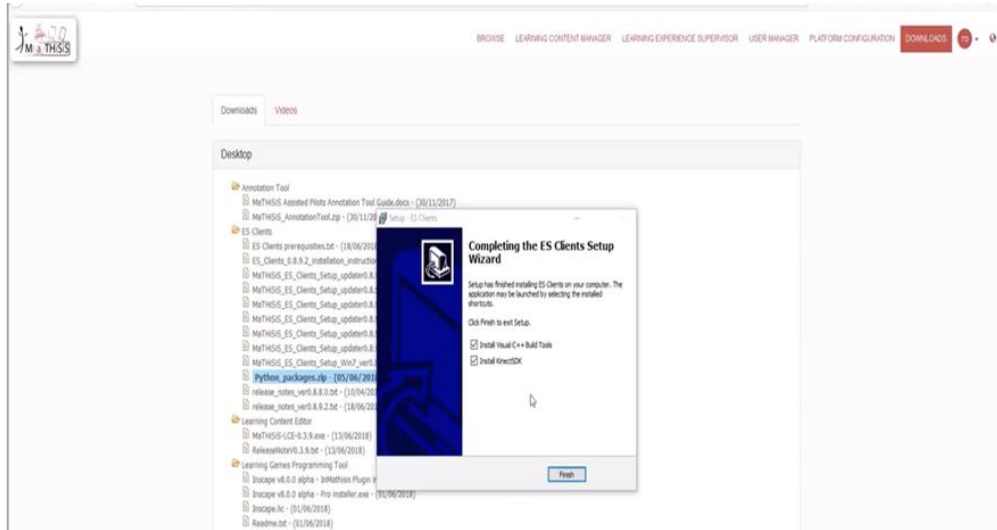 MaTHiSiS
BROWSE LEARNING CONTENT MANAGER LEARNING EXPERIENCE SUPERVISOR USER MANAGER PLATFORM CONFIGURATION DOWNLOADS TD
Downloads Videos
Desktop
Annotation Tool
MaTHiSiS Assisted Pilots Annotation Tool Guide.docx - (30/11/2017)
MaTHiSiS_AnnotationTool.zip - (30/11/20
ES Clients
ES Clients prerequisites.txt - (18/06/201
ES_Clients_0.8.9.2_installation_instructio
MaTHiSiS_ES_Clients_Setup_updater0.8.
MaTHiSiS_ES_Clients_Setup_updater0.8.
MaTHiSiS_ES_Clients_Setup_updater0.8.
MaTHiSiS_ES_Clients_Setup_updater0.8.
MaTHiSiS_ES_Clients_Setup_updater0.8.
MaTHiSiS_ES_Clients_Setup_updater0.8.
MaTHiSiS_ES_Clients_Setup_Win7_ver0.
Python_packages.zip - (05/06/201
release_notes_ver0.8.8.0.txt - (10/04/20
release_notes_ver0.8.9.2.txt - (18/06/20
Learning Content Editor
MaTHiSiS-LCE-0.3.9.exe - (13/06/2018)
ReleaseNoteV0.3.9.txt - (13/06/2018)
Learning Games Programming Tool
Inscape v8.0.0 alpha - InMathisis Plugin
Inscape v8.0.0 alpha - Pro installer.exe - (01/06/2018)
Inscape.lic - (01/06/2018)
Readme.txt - (01/06/2018)
Setup - ES Clients
Completing the ES Clients Setup
Wizard
Setup has finished installing ES Clients on your computer. The
application may be launched by selecting the installed
shortcuts.
Click Finish to exit Setup.
Install Visual C++ Build Tools
Install KinectSDK
Finish